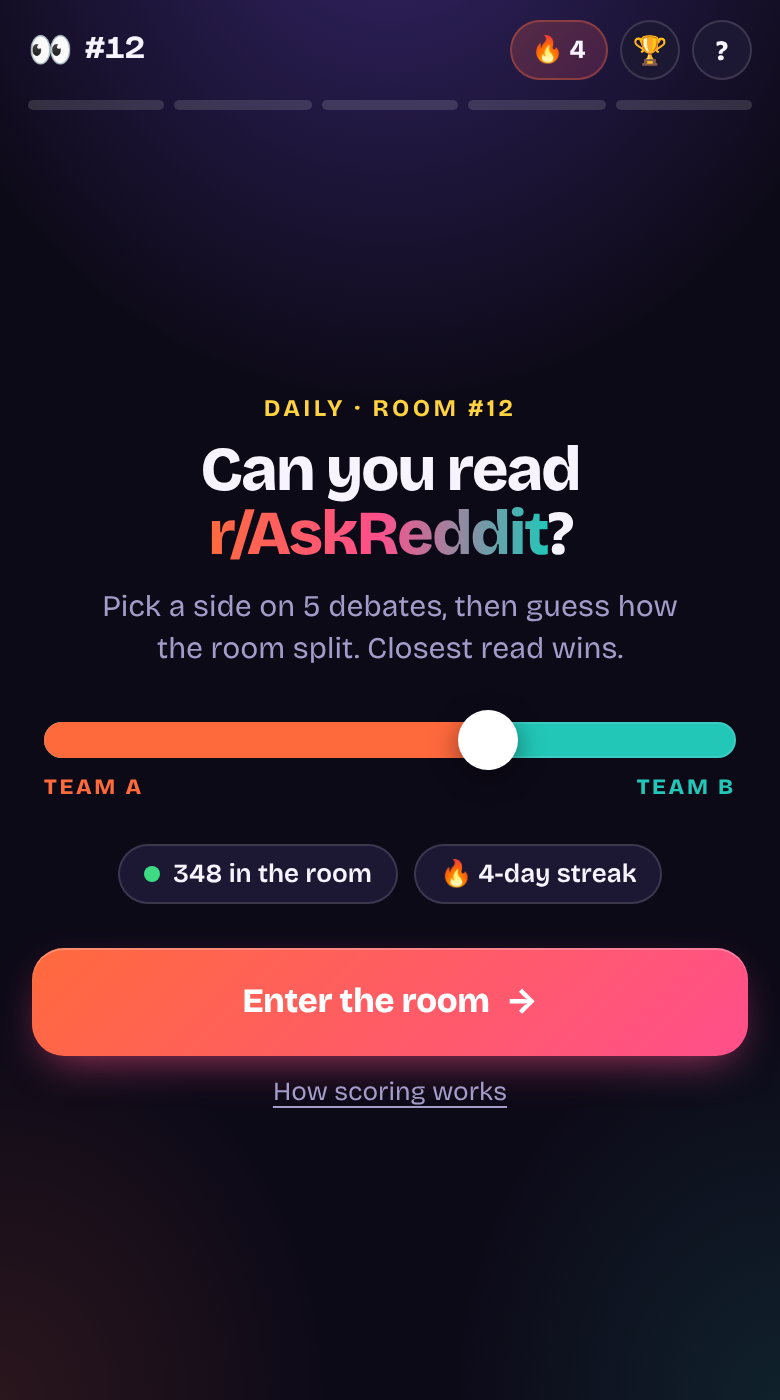 👀 #12
🔥 4
🏆
?
DAILY · ROOM #12
Can you read
r/AskReddit?
Pick a side on 5 debates, then guess how
the room split. Closest read wins.
TEAM A
TEAM B
348 in the room
🔥 4-day streak
Enter the room →
How scoring works